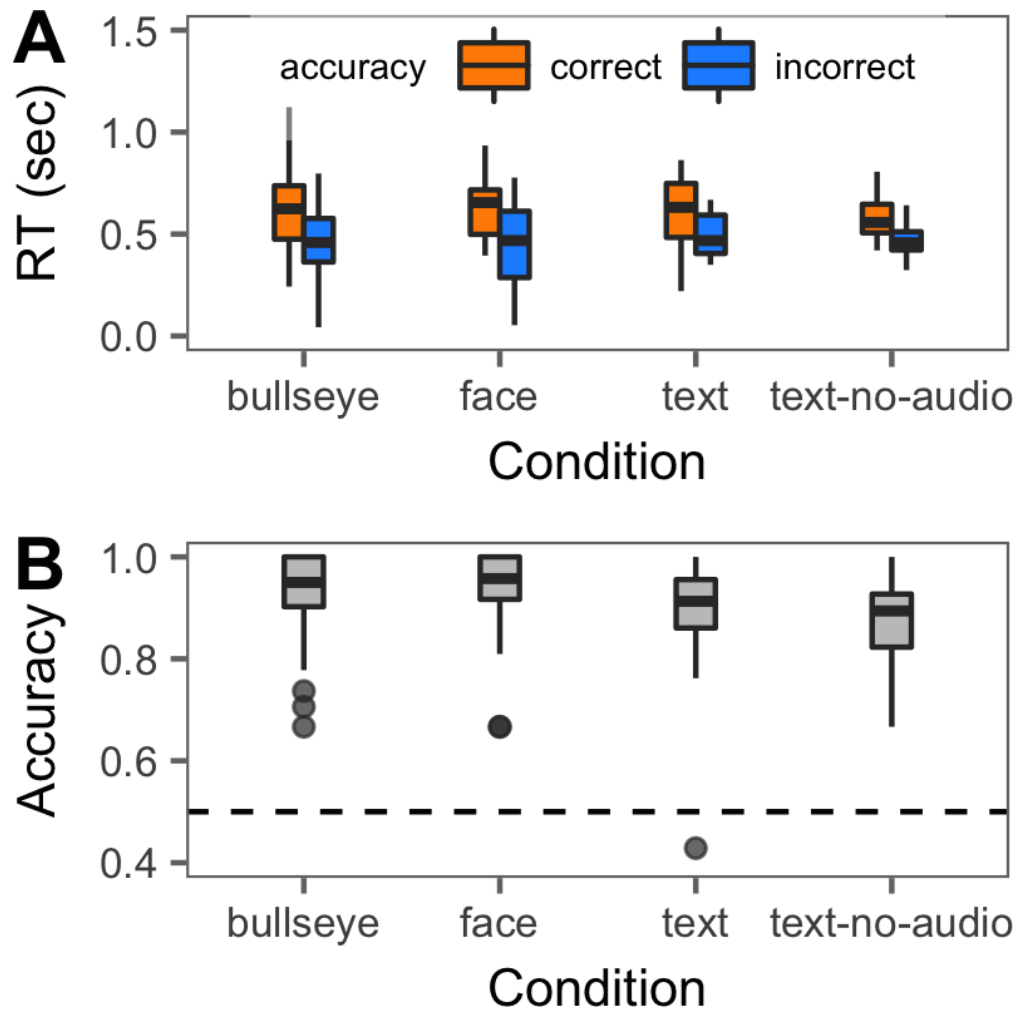 A
RT (sec)
1.5
1.0
0.5
0.0
accuracy correct incorrect
bullseye face text text-no-audio
Condition
B
Accuracy
1.0
0.8
0.6
0.4
bullseye face text text-no-audio
Condition